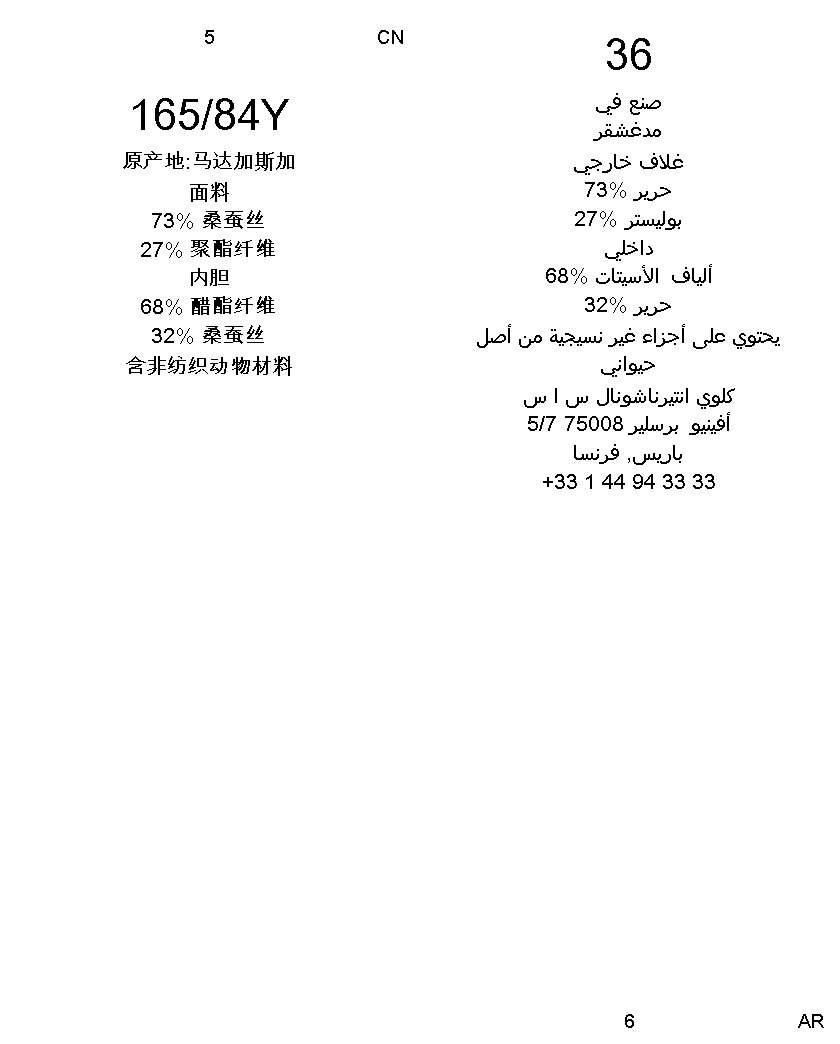 5
CN
165/84Y
原产地:马达加斯加
面料
73% 桑蚕丝
27% 聚酯纤维
内胆
68% 醋酯纤维
32% 桑蚕丝
含非纺织动物材料
36
صنع في
مدغشقر
غلاف خارجي
حرير %73
بوليستر %27
داخلي
ألياف الأسيتات %68
حرير %32
يحتوي على أجزاء غير نسيجية من أصل
حيواني
كلوي انتيرناشونال س ا س
أفينيو برسلير 75008 5/7
باريس, فرنسا
+33 1 44 94 33 33
6
AR